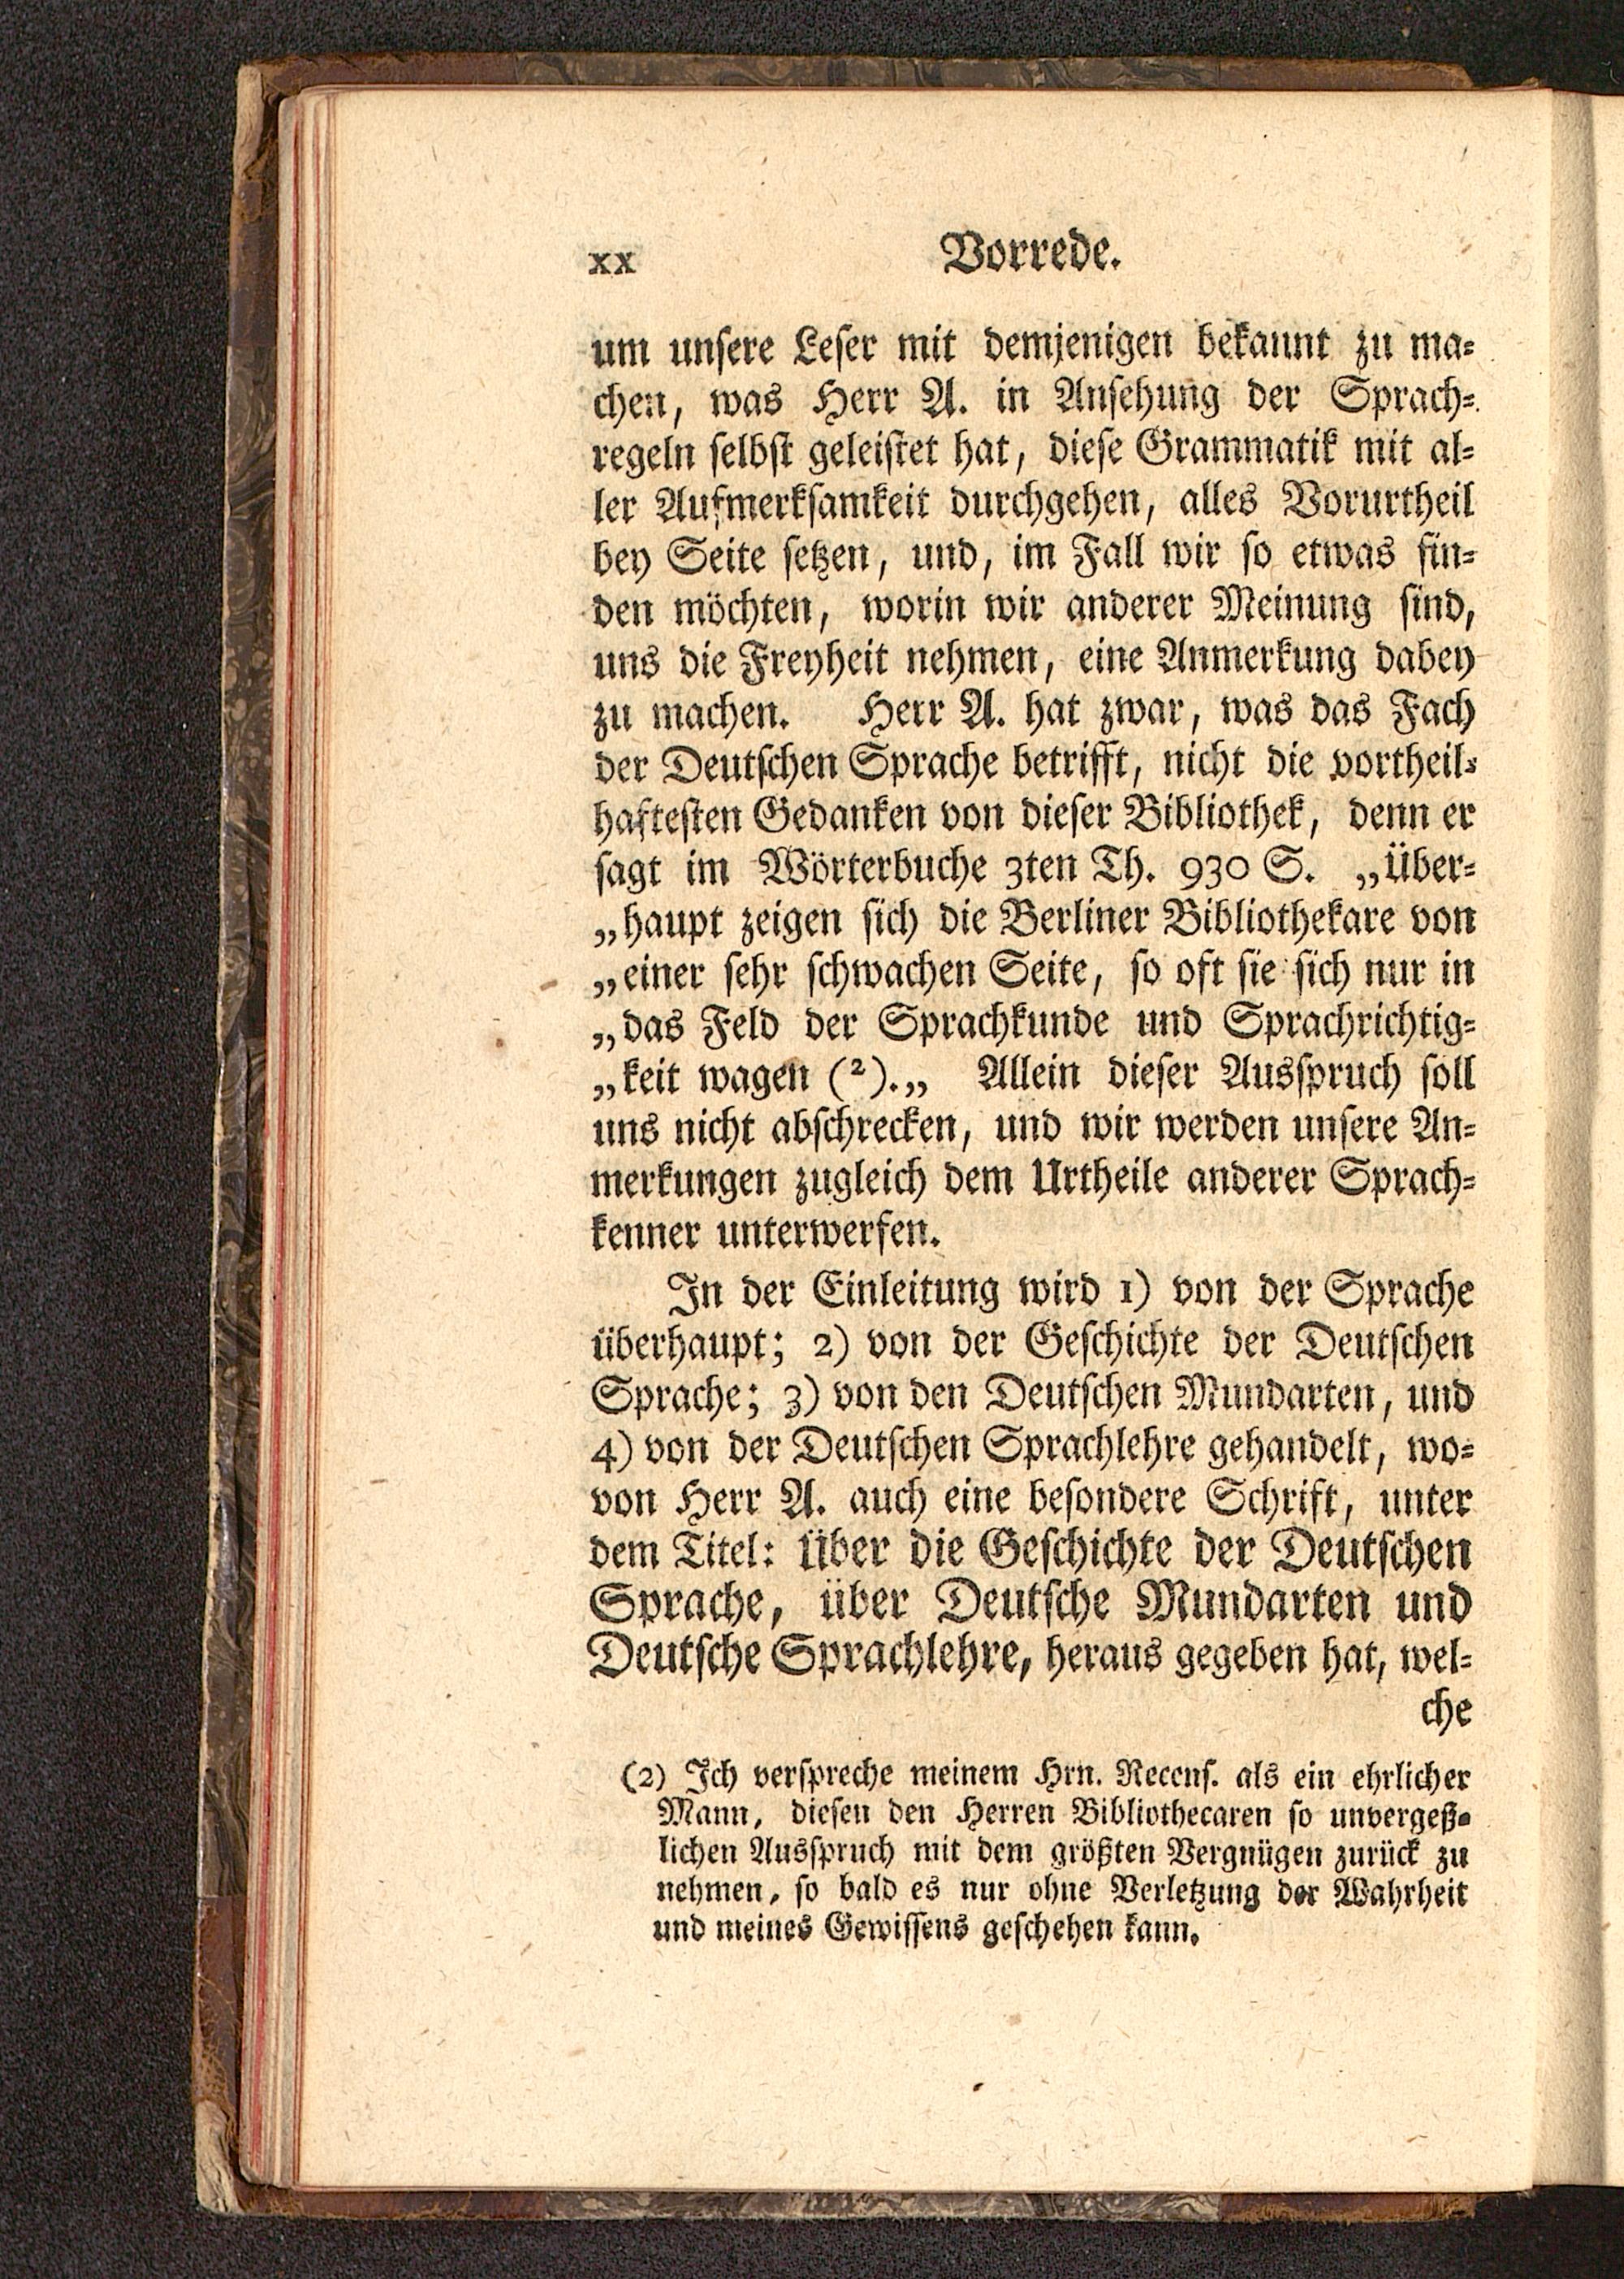 xx Vorrede.
um unſere Leſer mit demjenigen bekannt zu ma⸗
chen, was Herr A. in Anſehung der Sprach⸗
regeln ſelbſt geleiſtet hat, dieſe Grammatik mit al⸗
ler Aufmerkſamkeit durchgehen, alles Vorurtheil
bey Seite ſetzen, und, im Fall wir ſo etwas fin⸗
den möchten, worin wir anderer Meinung ſind,
uns die Freyheit nehmen, eine Anmerkung dabey
zu machen. Herr A. hat zwar, was das Fach
der Deutſchen Sprache betrifft, nicht die vortheil⸗
hafteſten Gedanken von dieſer Bibliothek, denn er
ſagt im Wörterbuche 3ten Th. 930 S. „Über⸗
„haupt zeigen ſich die Berliner Bibliothekare von
„einer ſehr ſchwachen Seite, ſo oft ſie ſich nur in
„das Feld der Sprachkunde und Sprachrichtig⸗
„keit wagen (²).„ Allein dieſer Ausſpruch ſoll
uns nicht abſchrecken, und wir werden unſere An⸗
merkungen zugleich dem Urtheile anderer Sprach⸗
kenner unterwerfen.
In der Einleitung wird 1) von der Sprache
überhaupt; 2) von der Geſchichte der Deutſchen
Sprache; 3) von den Deutſchen Mundarten, und
4) von der Deutſchen Sprachlehre gehandelt, wo⸗
von Herr A. auch eine beſondere Schrift, unter
dem Titel: Über die Geſchichte der Deutſchen
Sprache, über Deutſche Mundarten und
Deutſche Sprachlehre, heraus gegeben hat, wel⸗
che
(2) Ich verſpreche meinem Hrn. Recenſ. als ein ehrlicher
Mann, dieſen den Herren Bibliothecaren ſo unvergeß⸗
lichen Ausſpruch mit dem größten Vergnügen zurück zu
nehmen, ſo bald es nur ohne Verletzung der Wahrheit
und meines Gewiſſens geſchehen kann.